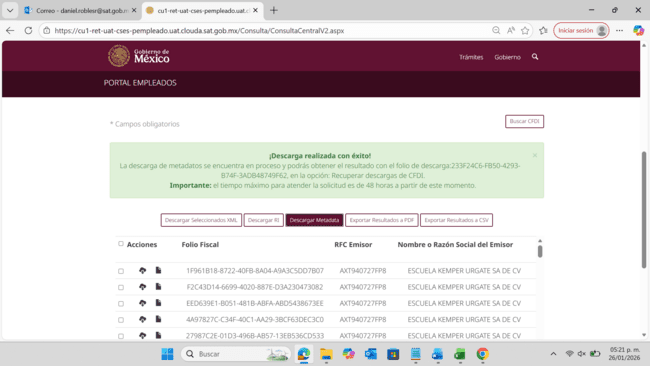 Correo - daniel.roblesr@sat.gob.m
cu1-ret-uat-cses-pempleado.uat.c
https://cu1-ret-uat-cses-pempleado.uat.clouda.sat.gob.mx/Consulta/ConsultaCentralV2.aspx
Iniciar sesión
Gobierno de
México
Trámites
Gobierno
PORTAL EMPLEADOS
* Campos obligatorios
Buscar CFDI
¡Descarga realizada con éxito!
La descarga de metadatos se encuentra en proceso y podrás obtener el resultado con el folio de descarga:233F24C6-FB50-4293-
B74F-3ADB48749F62, en la opción: Recuperar descargas de CFDI.
Importante: el tiempo máximo para atender la solicitud es de 48 horas a partir de este momento.
Descargar Seleccionados XML
Descargar RI
Descargar Metadata
Exportar Resultados a PDF
Exportar Resultados a CSV
Acciones Folio Fiscal RFC Emisor Nombre o Razón Social del Emisor
1F961B18-8722-40FB-8A04-A9A3C5DD7B07 AXT940727FP8 ESCUELA KEMPER URGATE SA DE CV
F2C43D14-6699-4020-887E-D3A230473082 AXT940727FP8 ESCUELA KEMPER URGATE SA DE CV
EED639E1-B051-481B-ABFA-ABD5438673EE AXT940727FP8 ESCUELA KEMPER URGATE SA DE CV
4A97827C-C34F-40C1-AA29-3BCF63DEC3C0 AXT940727FP8 ESCUELA KEMPER URGATE SA DE CV
27987C2E-01D3-496B-AB57-13EB536CD533 AXT940727FP8 ESCUELA KEMPER URGATE SA DE CV
Buscar
05:21 p. m.
26/01/2026